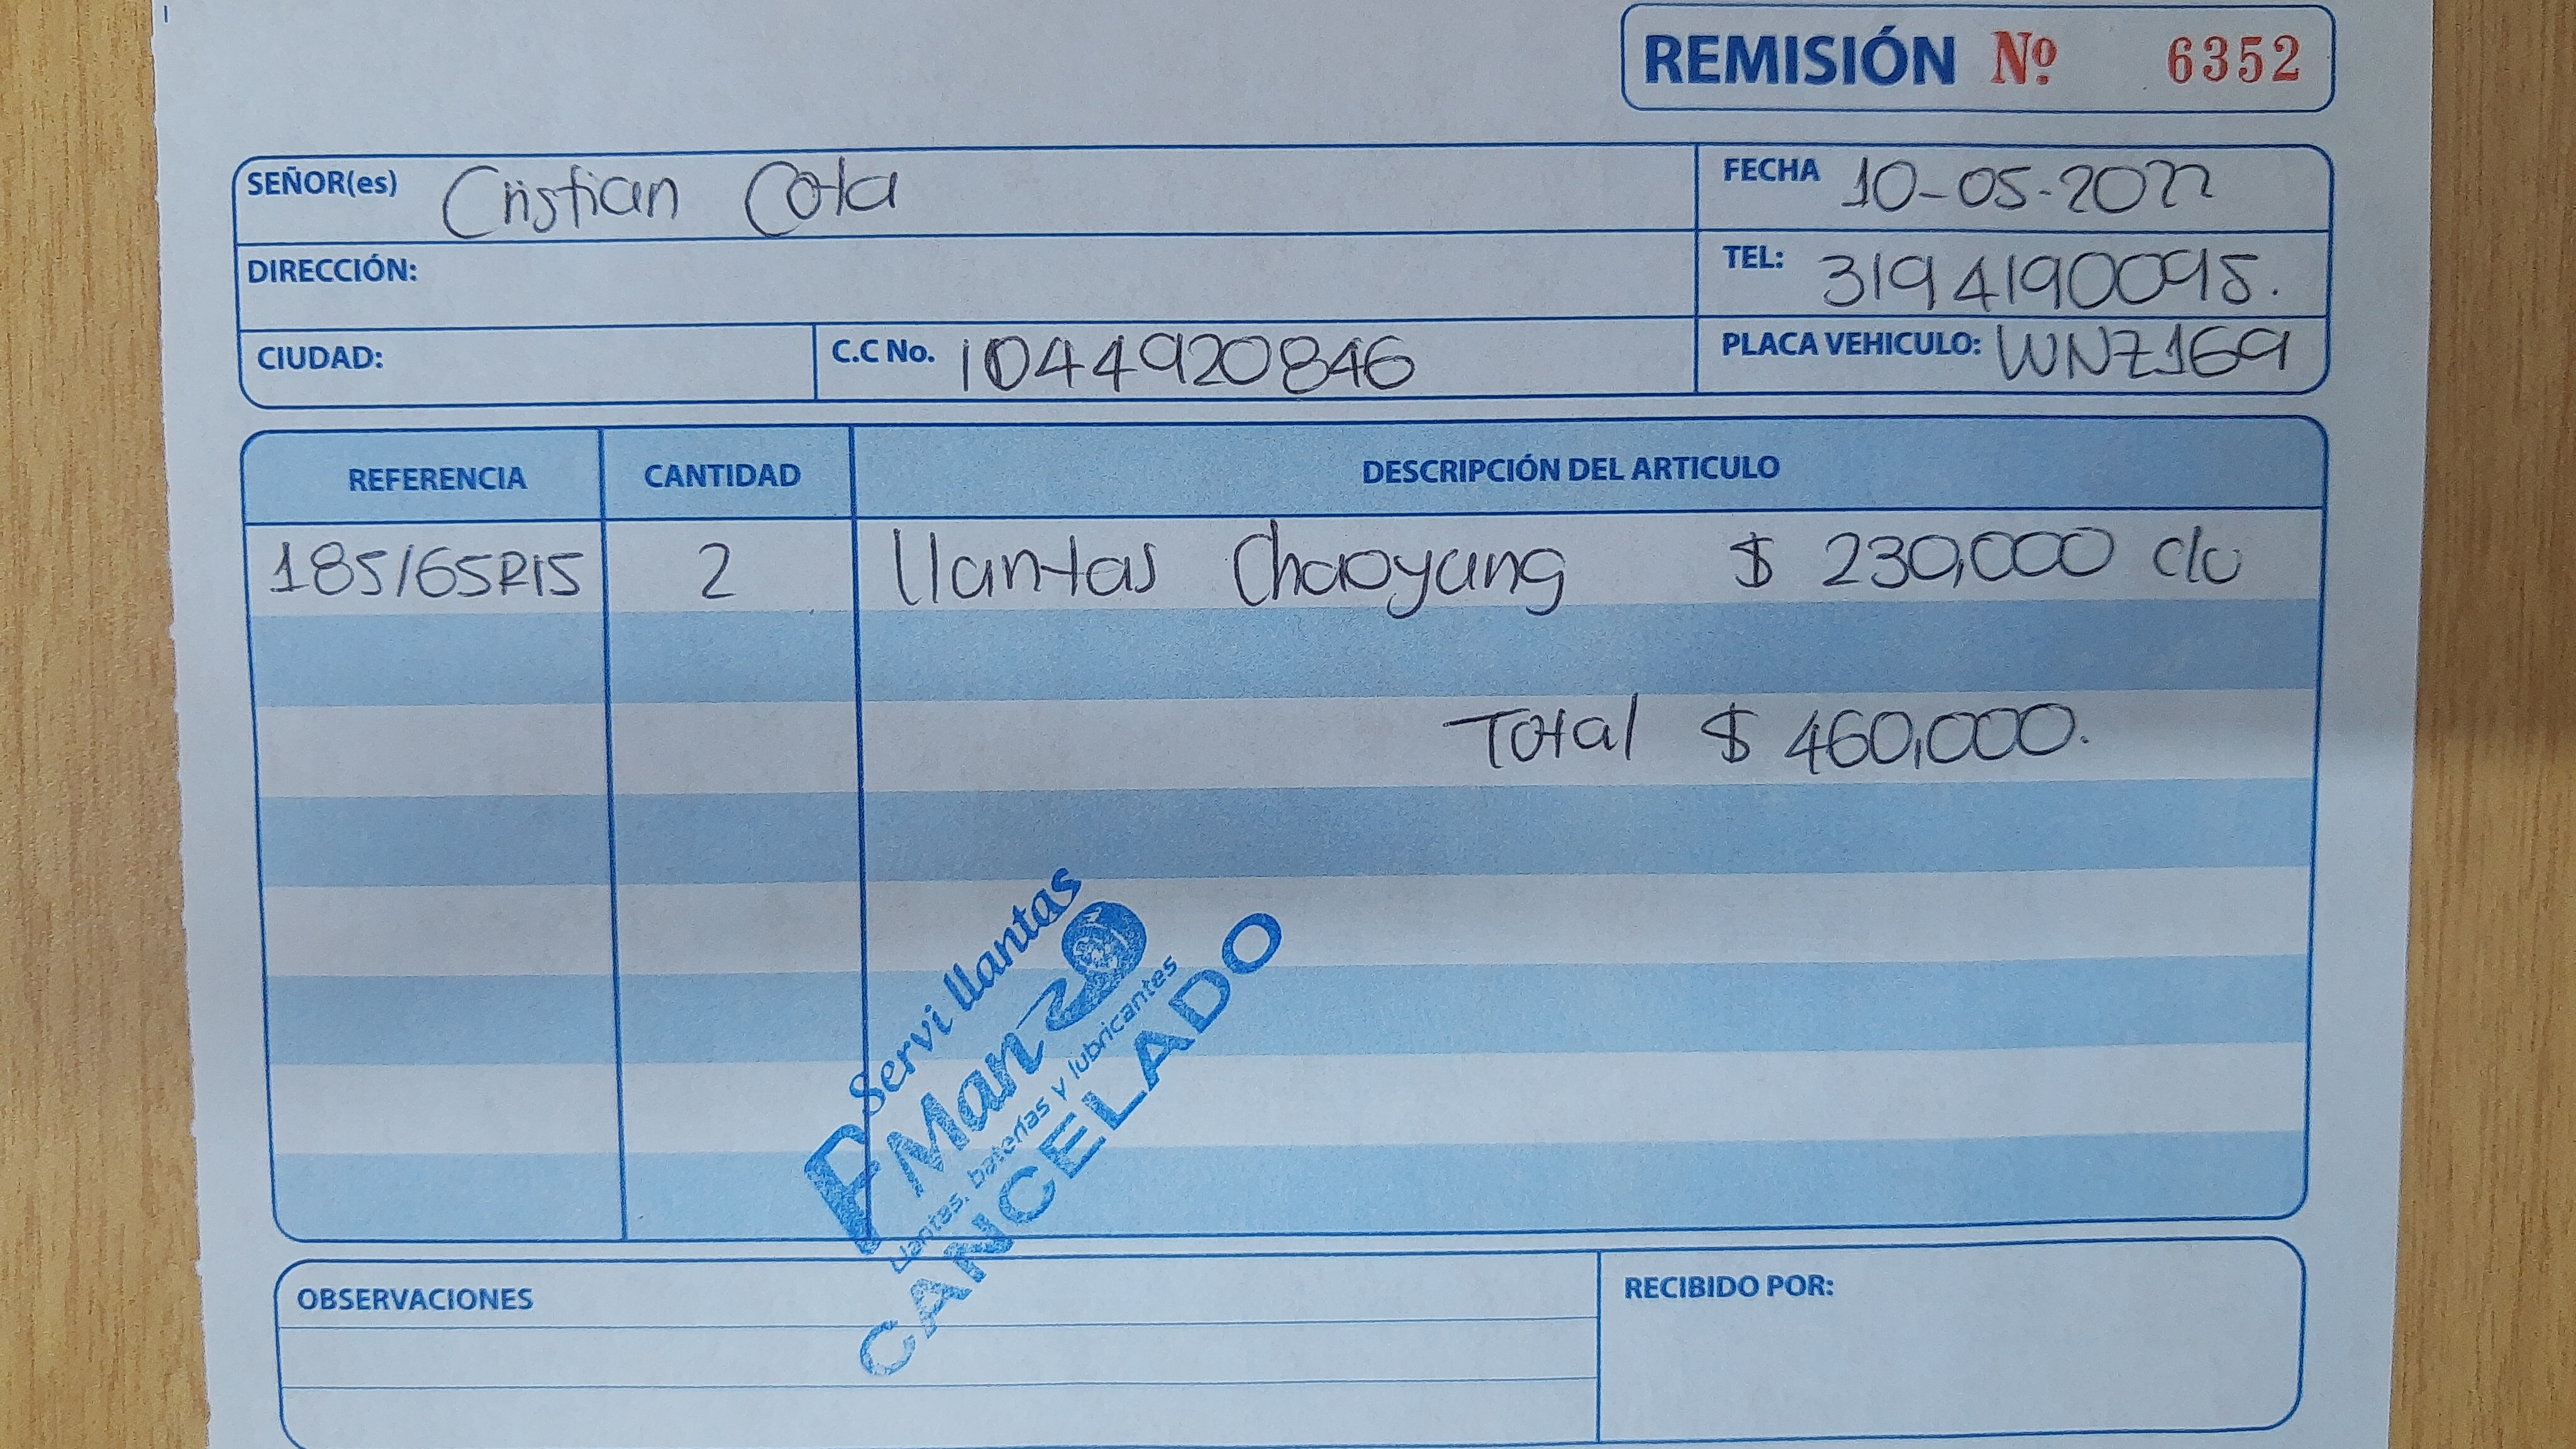 REMISIÓN Nº 6352
SEÑOR(es) Cristian Cota
FECHA 10-05-2022
DIRECCIÓN:
TEL: 3194190095.
CIUDAD:
C.C No. 1044920846
PLACA VEHICULO: WNZ169
REFERENCIA CANTIDAD DESCRIPCIÓN DEL ARTICULO
185/65R15 2 llantas Chaoyang $ 230,000 c/u
Total $ 460,000.
Servi llantas
Manzo
Llantas, baterías y lubricantes
CANCELADO
OBSERVACIONES
RECIBIDO POR: